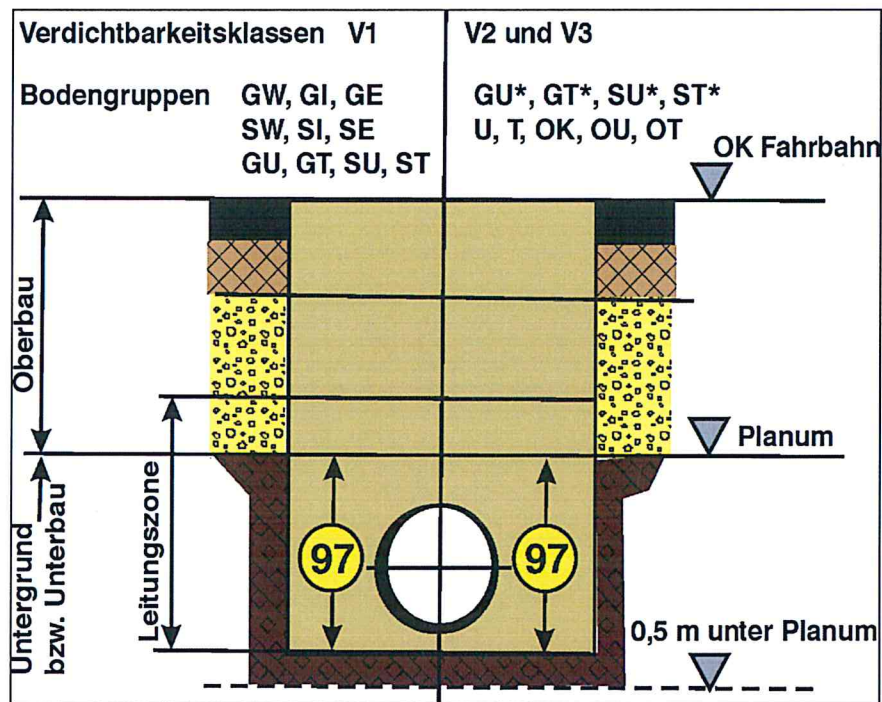 Verdichtbarkeitsklassen V1
V2 und V3
Bodengruppen GW, GI, GE
SW, SI, SE
GU, GT, SU, ST
GU*, GT*, SU*, ST*
U, T, OK, OU, OT
OK Fahrbahn
Oberbau
Planum
Leitungszone
Untergrund
bzw. Unterbau
97
97
0,5 m unter Planum